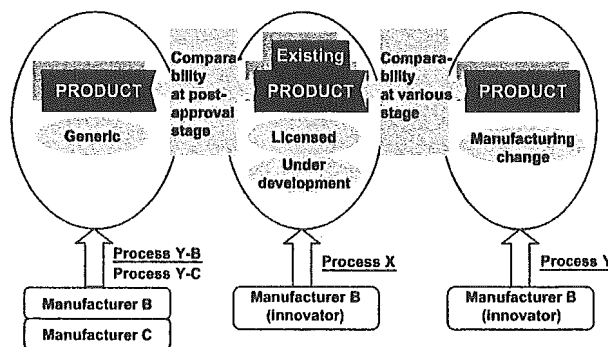 PRODUCT
Generic
Compara-
bility
at post-
approval
stage
Existing
PRODUCT
Licensed
Under
development
Compara-
bility
at various
stage
PRODUCT
Manufacturing
change
Process Y-B
Process Y-C
Manufacturer B
Manufacturer C
Process X
Manufacturer B
(innovator)
Process Y
Manufacturer B
(innovator)